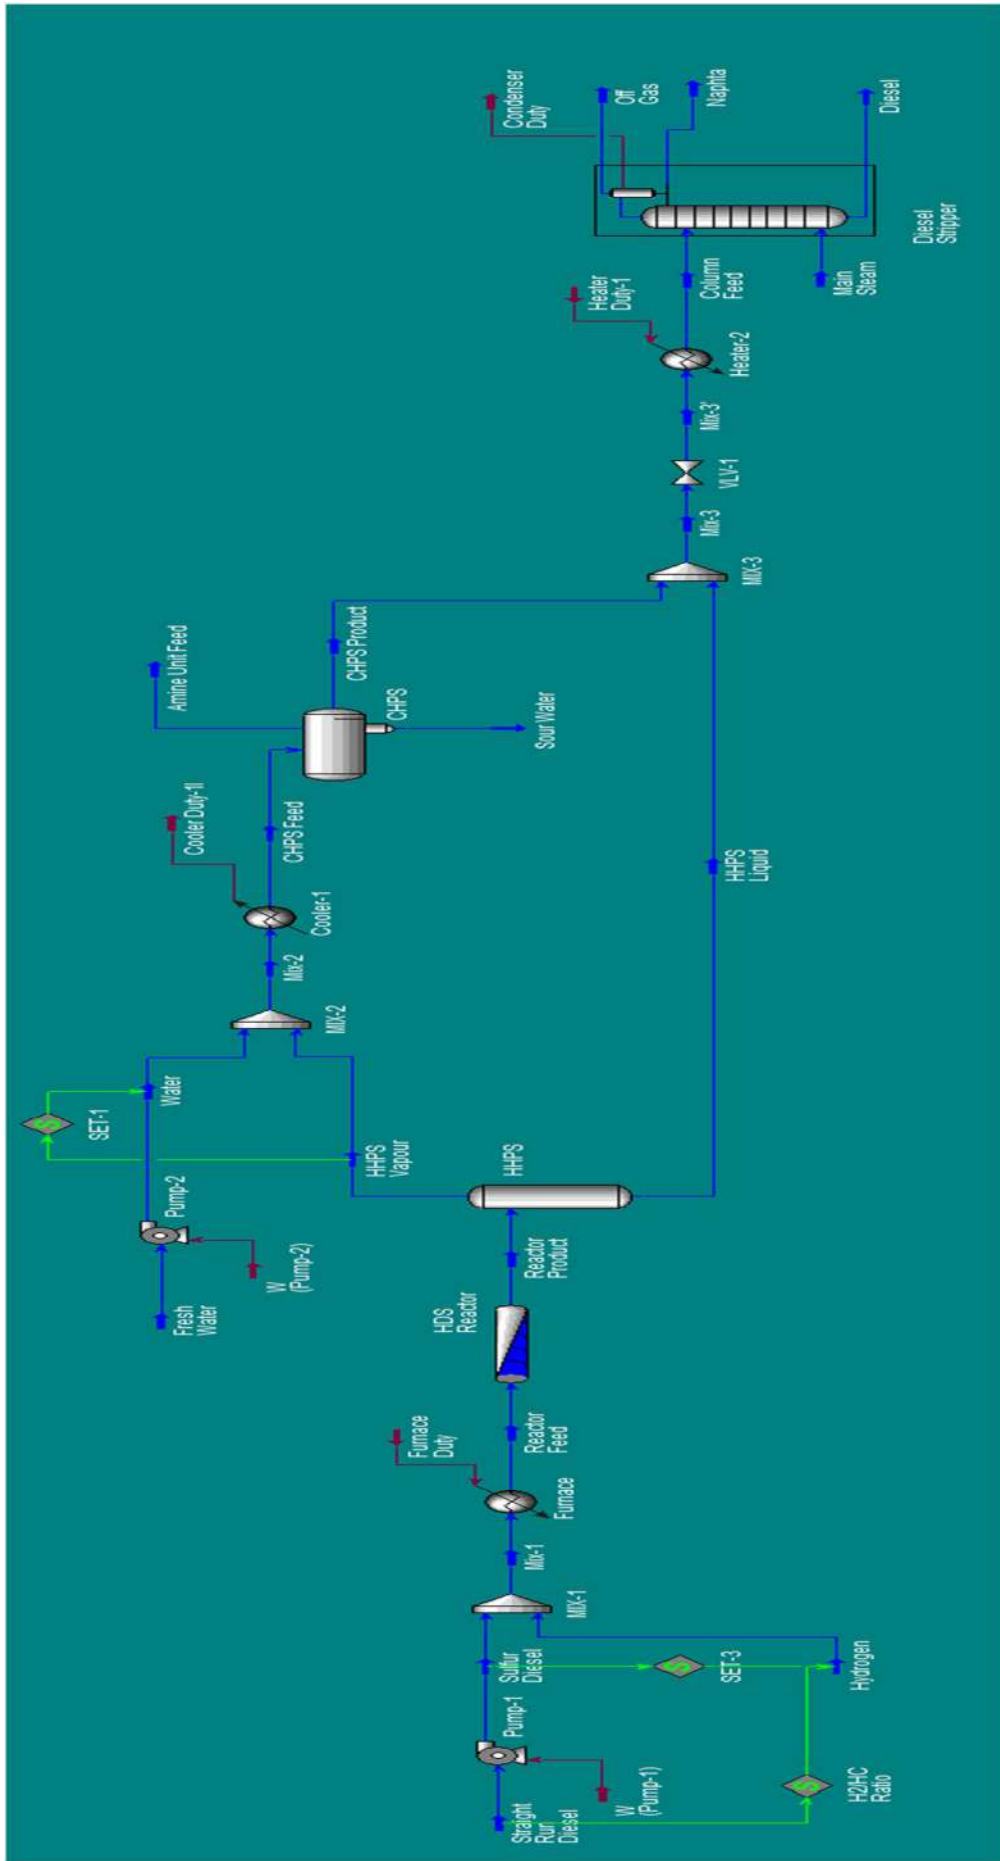 Straight
Run
Diesel
W
(Pump-1)
Pump-1
H2/HC
Ratio
Sulfur
Diesel
S
SET-3
S
Hydrogen
MIX-1
Mix-1
Furnace
Furnace
Duty
Reactor
Feed
HDS
Reactor
Reactor
Product
HHPS
Fresh
Water
W
(Pump-2)
Pump-2
S
SET-1
Water
HHPS
Vapour
MIX-2
Mix-2
Cooler-1
Cooler Duty-1l
CHPS Feed
Amine Unit Feed
CHPS
CHPS Product
Sour Water
HHPS
Liquid
MIX-3
Mix-3
VLV-1
Mix-3'
Heater-2
Heater
Duty-1
Column
Feed
Main
Steam
Condenser
Duty
Off
Gas
Naphta
Diesel
Diesel
Stripper